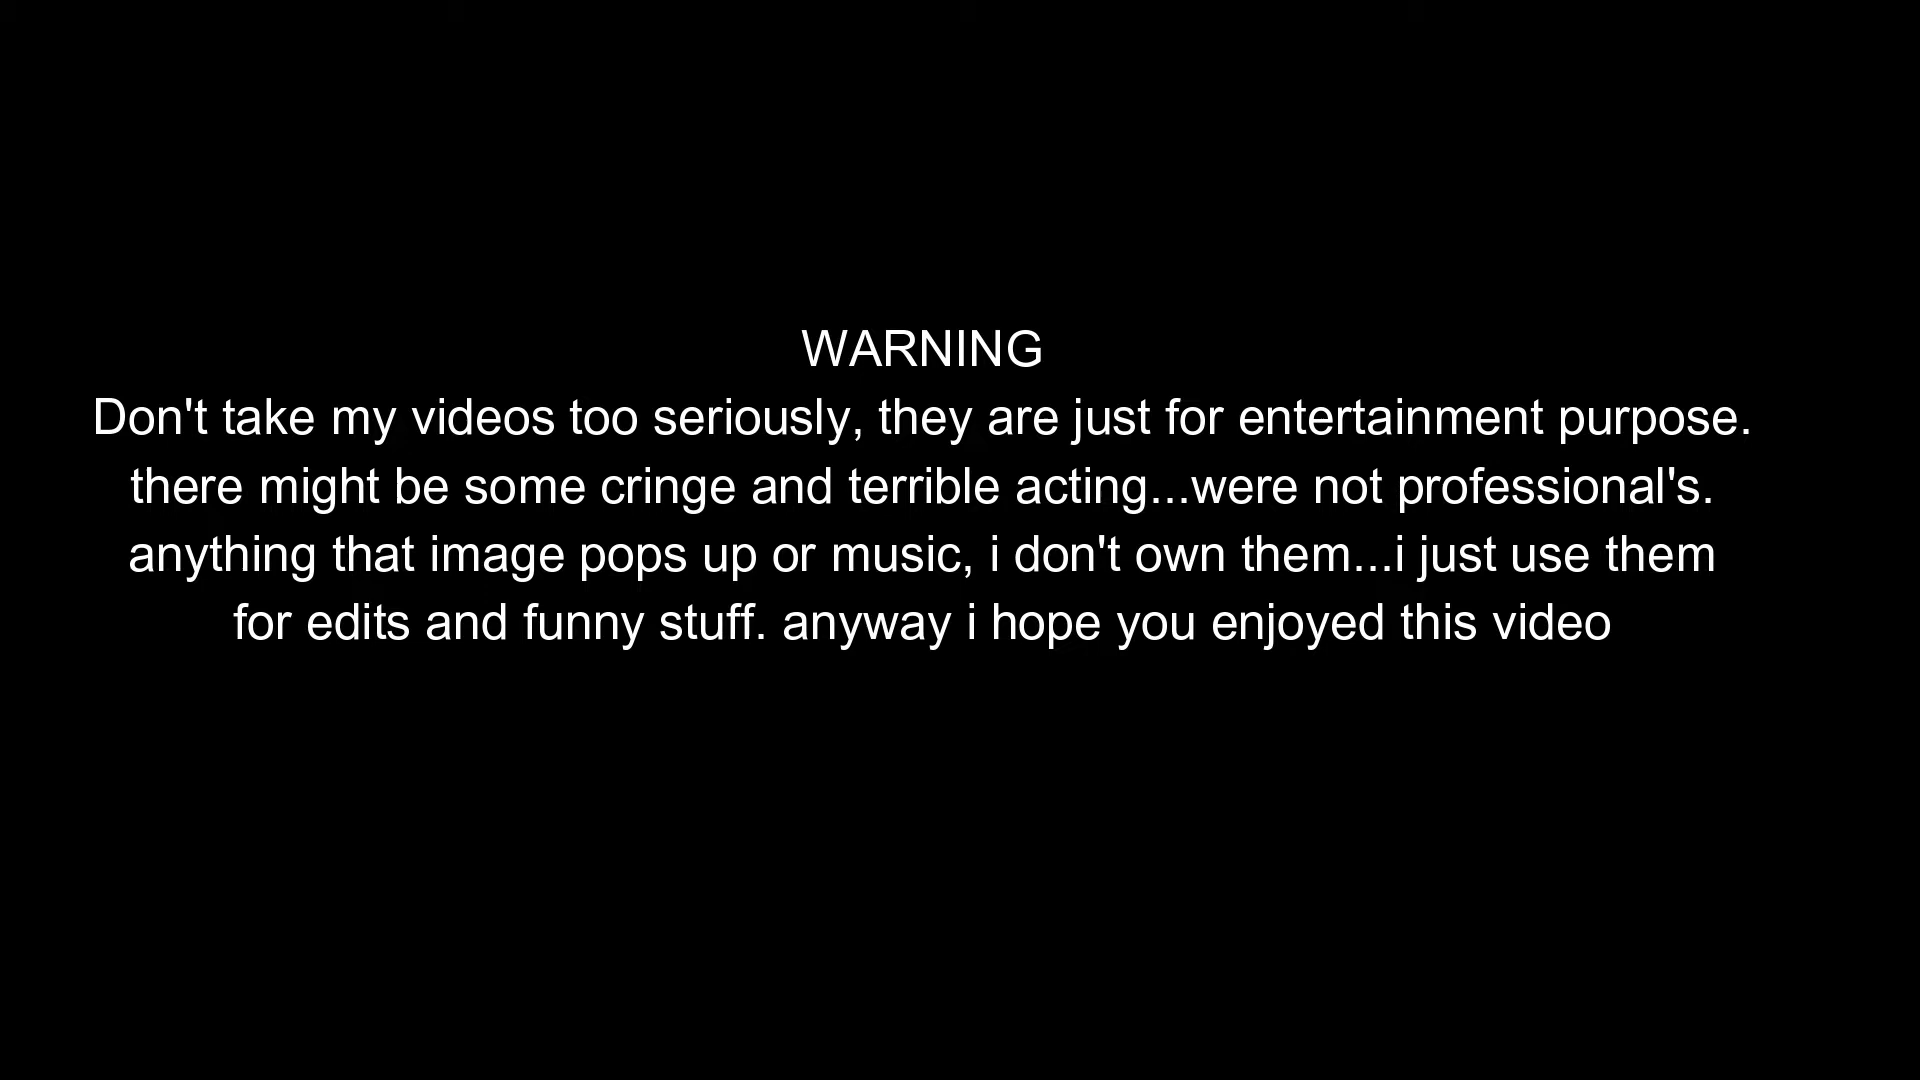 WARNING
Don't take my videos too seriously, they are just for entertainment purpose.
there might be some cringe and terrible acting...were not professional's.
anything that image pops up or music, i don't own them...i just use them
for edits and funny stuff. anyway i hope you enjoyed this video